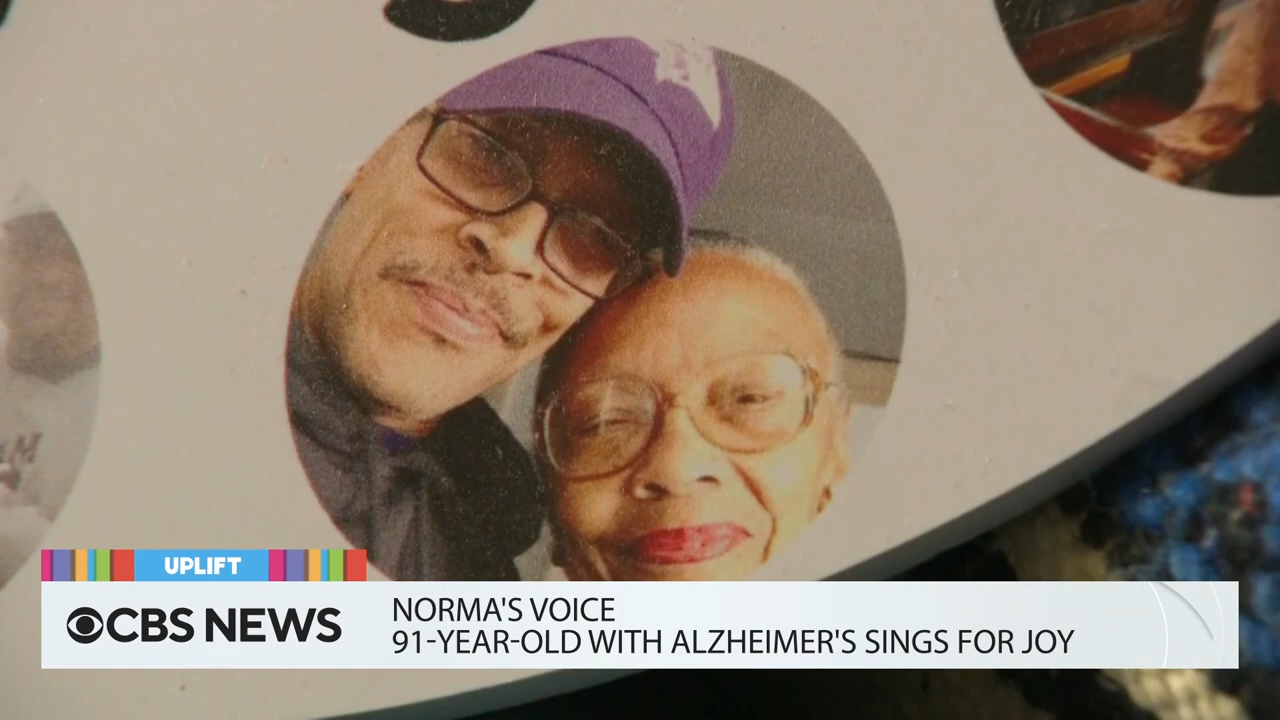 UPLIFT
CBS NEWS
NORMA'S VOICE
91-YEAR-OLD WITH ALZHEIMER'S SINGS FOR JOY